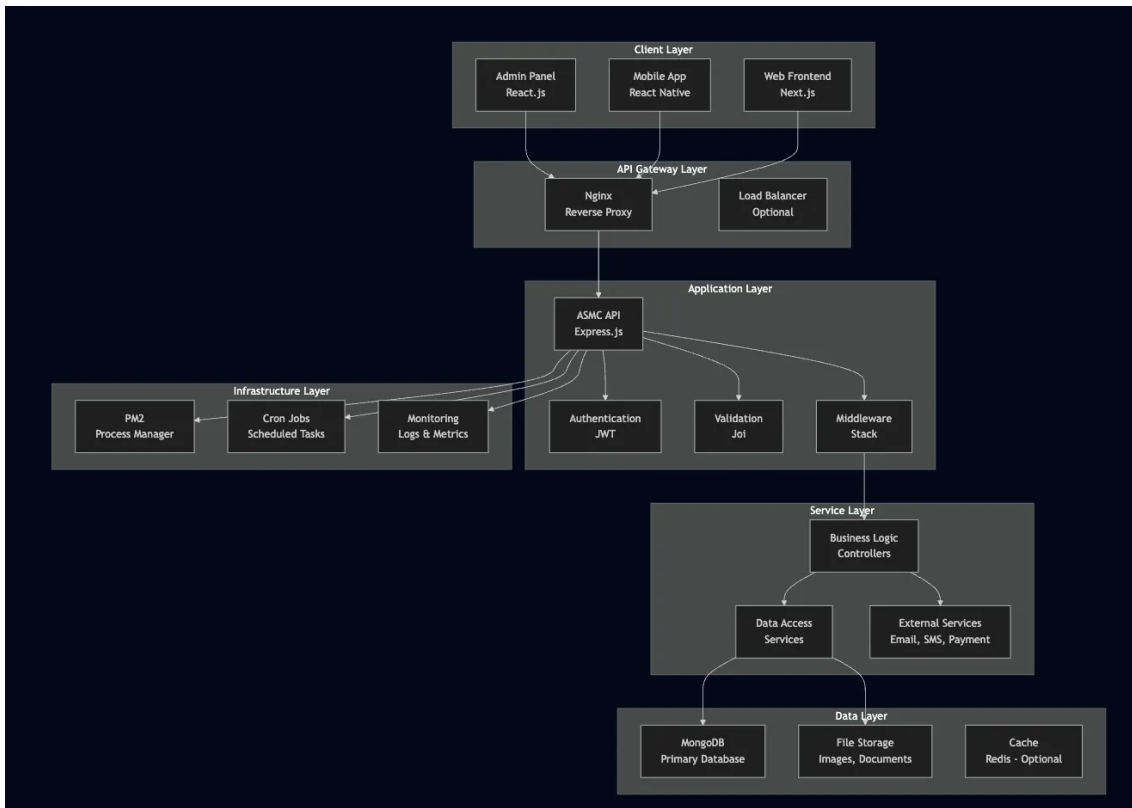 Client Layer
Admin Panel
React.js
Mobile App
React Native
Web Frontend
Next.js
API Gateway Layer
Nginx
Reverse Proxy
Load Balancer
Optional
Application Layer
ASMC API
Express.js
Infrastructure Layer
PM2
Process Manager
Cron Jobs
Scheduled Tasks
Monitoring
Logs & Metrics
Authentication
JWT
Validation
Joi
Middleware
Stack
Service Layer
Business Logic
Controllers
Data Access
Services
External Services
Email, SMS, Payment
Data Layer
MongoDB
Primary Database
File Storage
Images, Documents
Cache
Redis - Optional